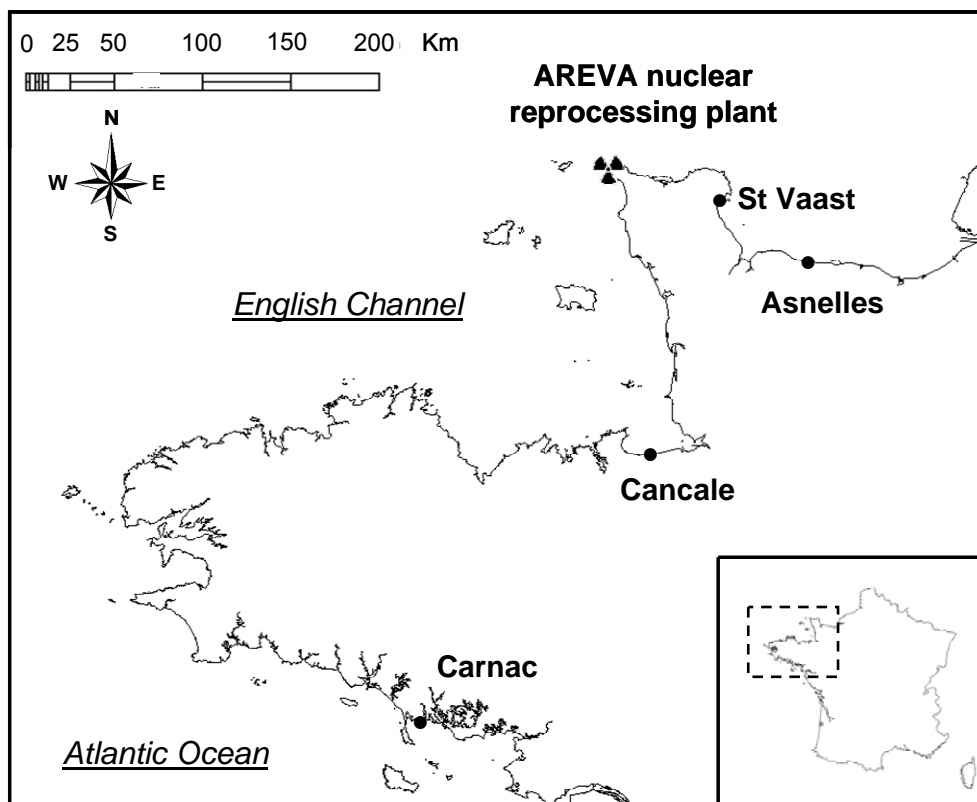 0 25 50 100 150 200 Km
AREVA nuclear
reprocessing plant
N
W E
S
St Vaast
English Channel
Asnelles
Cancale
Carnac
Atlantic Ocean